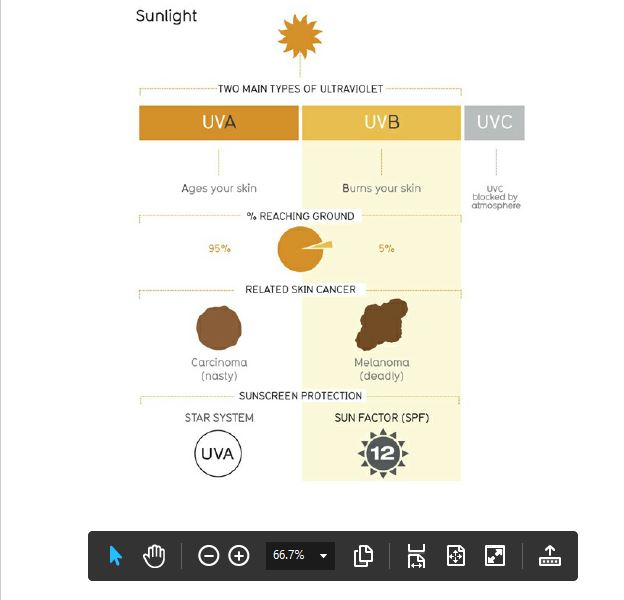 Sunlight
TWO MAIN TYPES OF ULTRAVIOLET
UVA
UVB
UVC
Ages your skin
Burns your skin
UVC
blocked by
atmosphere
% REACHING GROUND
95%
5%
RELATED SKIN CANCER
Carcinoma
(nasty)
Melanoma
(deadly)
SUNSCREEN PROTECTION
STAR SYSTEM
SUN FACTOR (SPF)
UVA
12
66.7%